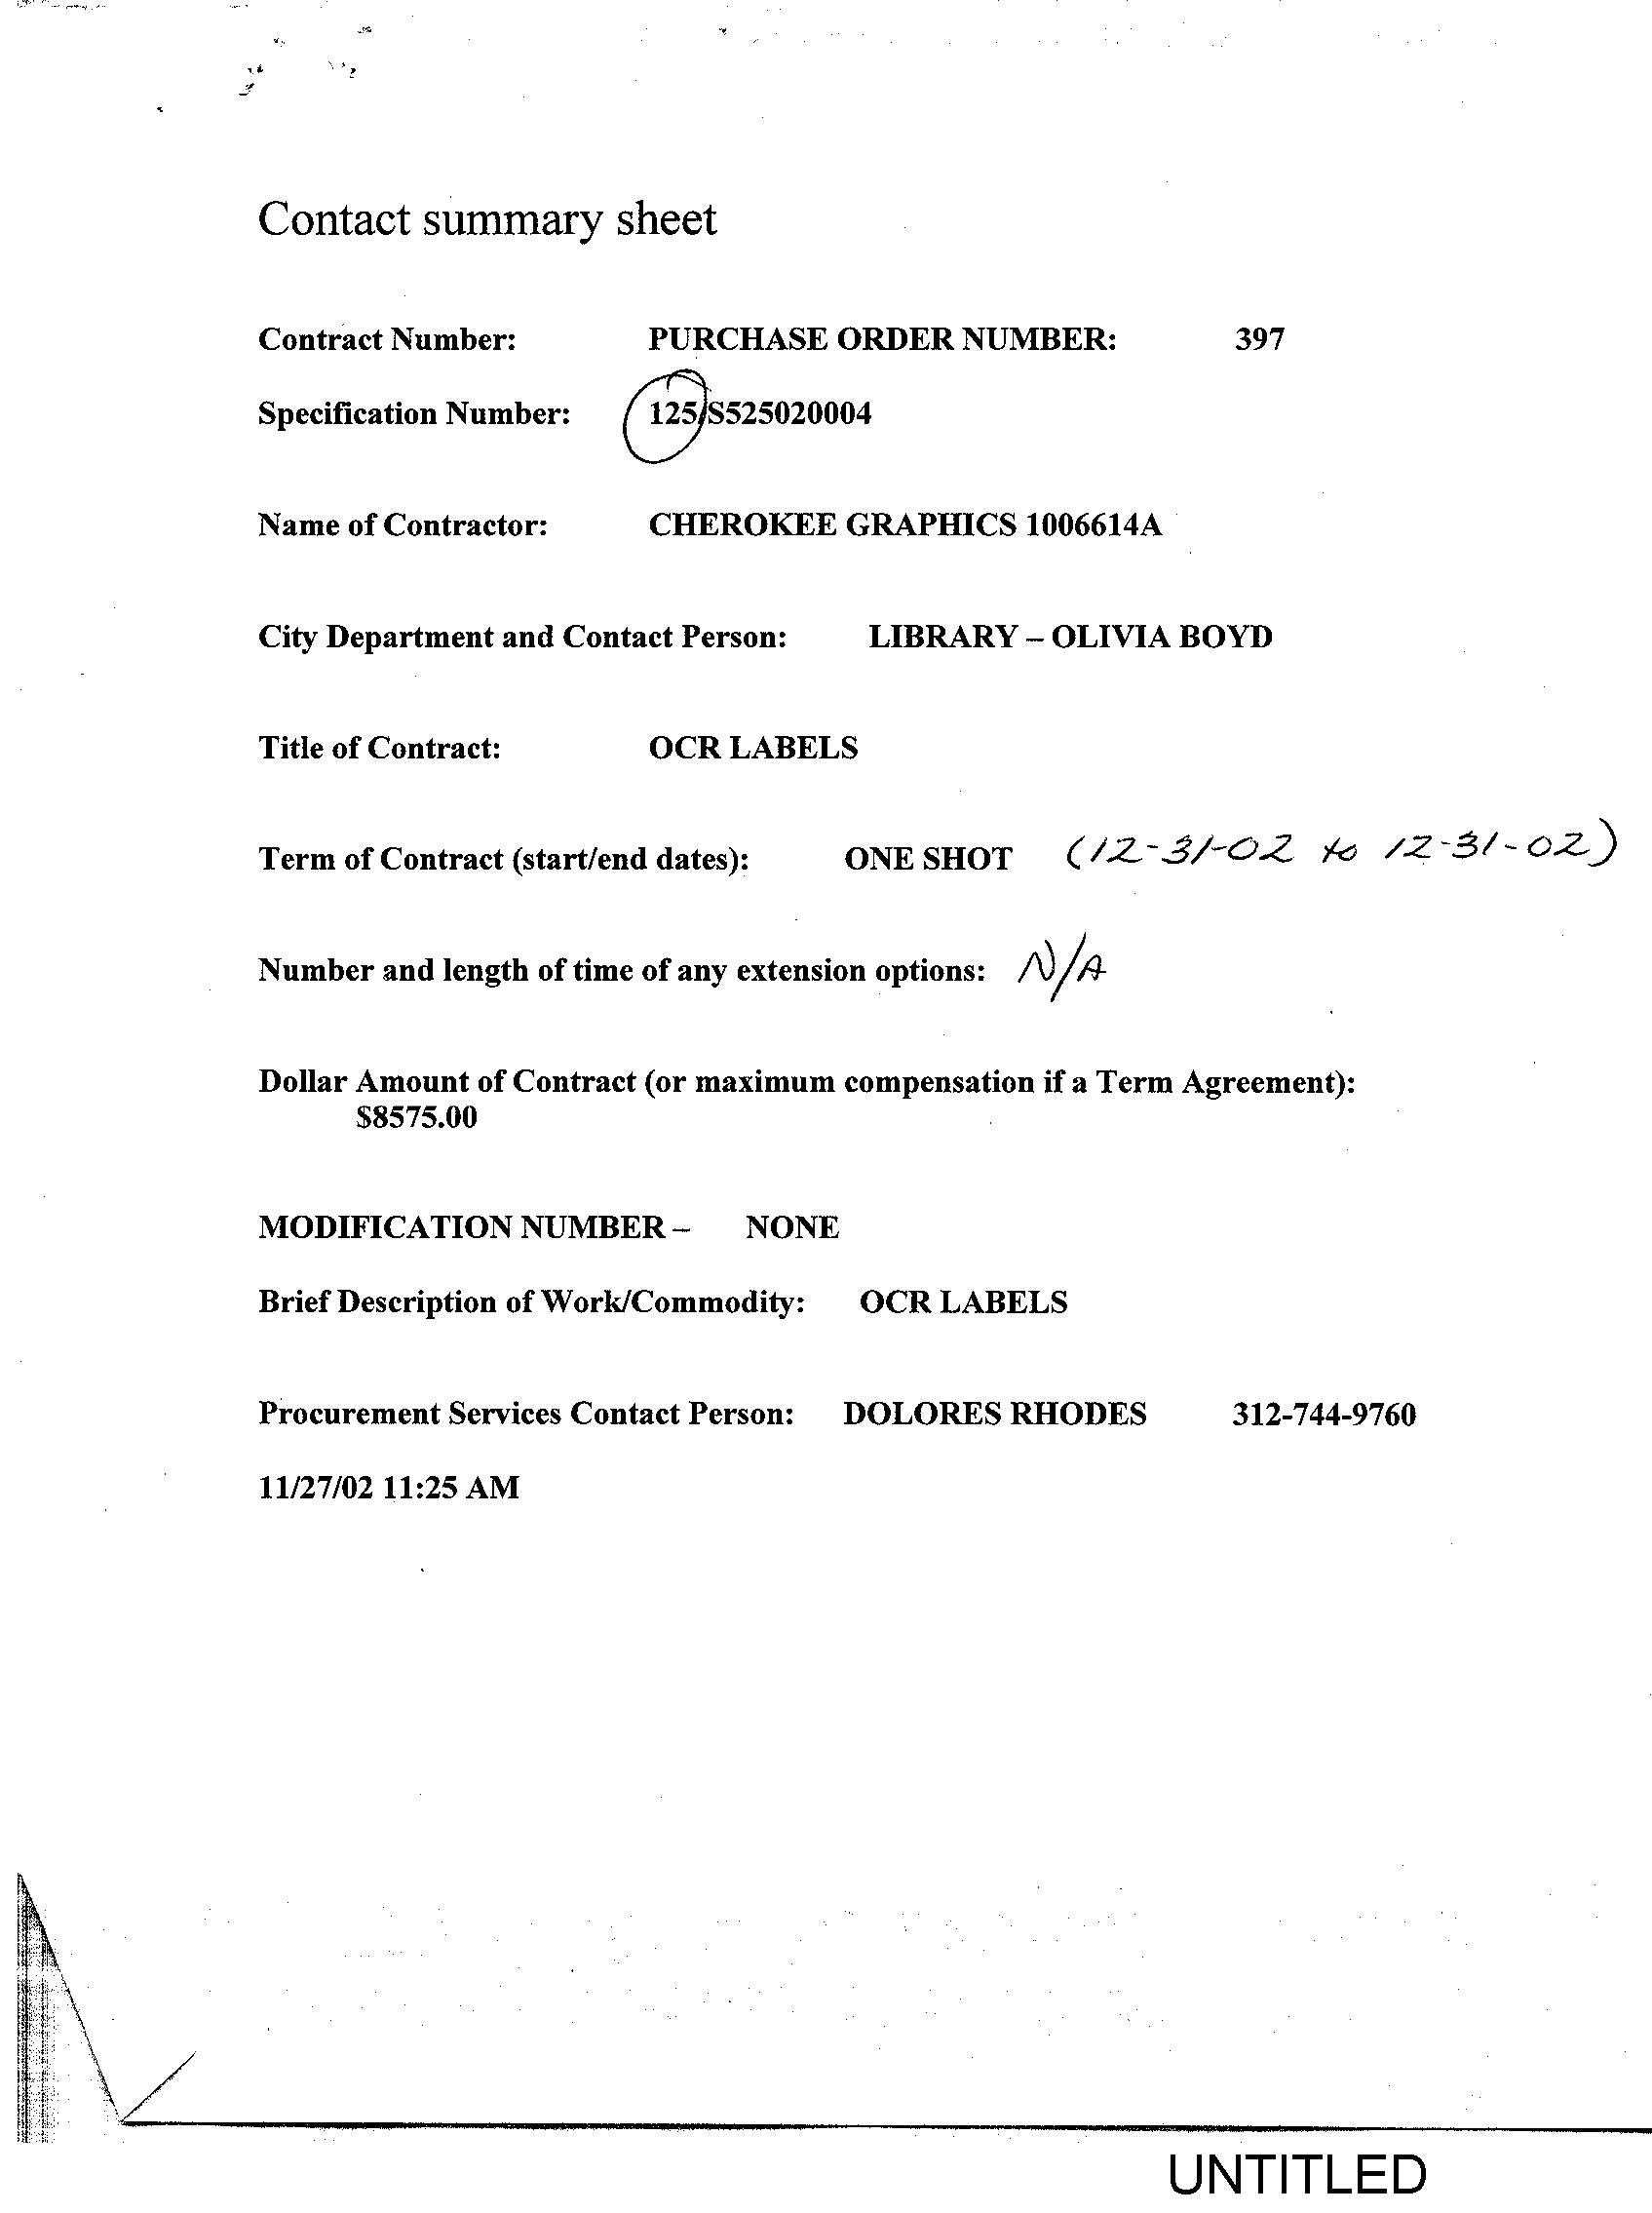 Contact summary sheet
Contract Number: PURCHASE ORDER NUMBER: 397
Specification Number: 125/S525020004
Name of Contractor: CHEROKEE GRAPHICS 1006614A
City Department and Contact Person: LIBRARY – OLIVIA BOYD
Title of Contract: OCR LABELS
Term of Contract (start/end dates): ONE SHOT (12-31-02 to 12-31-02)
Number and length of time of any extension options: N/A
Dollar Amount of Contract (or maximum compensation if a Term Agreement):
$8575.00
MODIFICATION NUMBER – NONE
Brief Description of Work/Commodity: OCR LABELS
Procurement Services Contact Person: DOLORES RHODES 312-744-9760
11/27/02 11:25 AM
UNTITLED